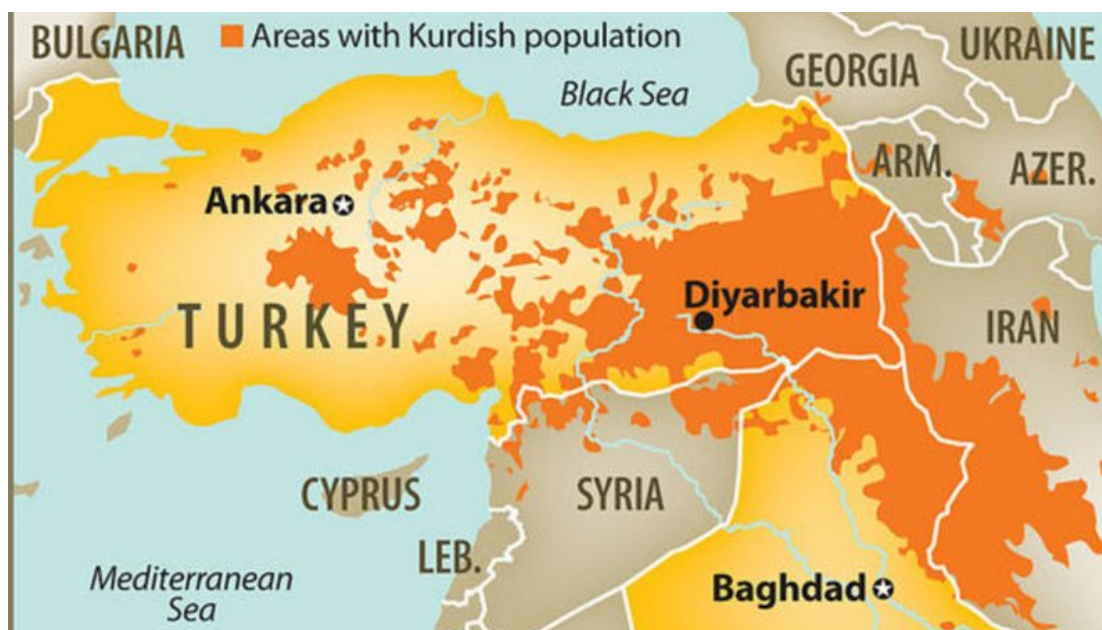 BULGARIA
Areas with Kurdish population
UKRAINE
GEORGIA
Black Sea
ARM.
AZER.
Ankara
Diyarbakir
TURKEY
IRAN
CYPRUS
SYRIA
LEB.
Mediterranean
Sea
Baghdad